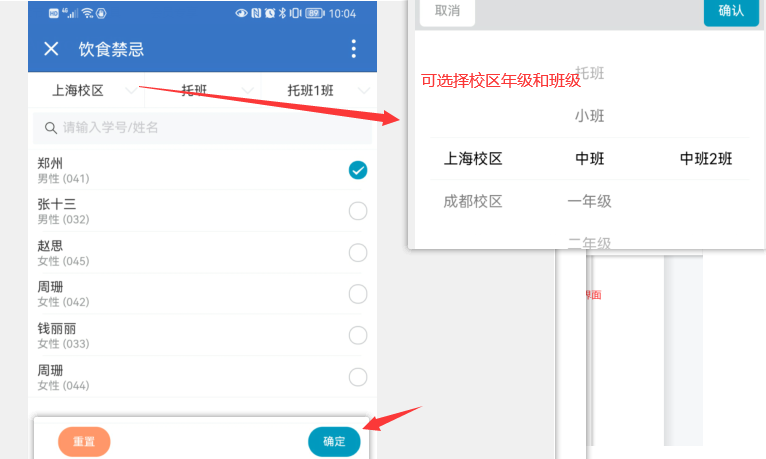 HD 4G 89 10:04
饮食禁忌
上海校区 托班 托班1班
请输入学号/姓名
郑州
男性 (041)
张十三
男性 (032)
赵思
女性 (045)
周珊
女性 (042)
钱丽丽
女性 (033)
周珊
女性 (044)
重置 确定
取消 确认
托班
可选择校区年级和班级
小班
上海校区 中班 中班2班
成都校区 一年级
二年级
界面